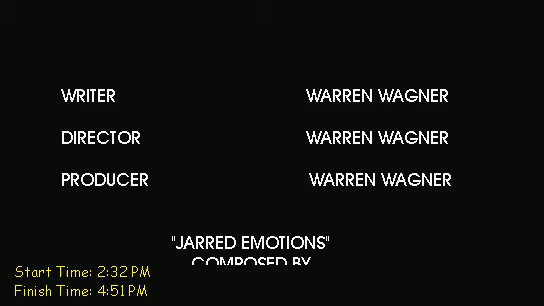 WRITER WARREN WAGNER
DIRECTOR WARREN WAGNER
PRODUCER WARREN WAGNER
"JARRED EMOTIONS"
COMPOSED BY
Start Time: 2:32 PM
Finish Time: 4:51 PM